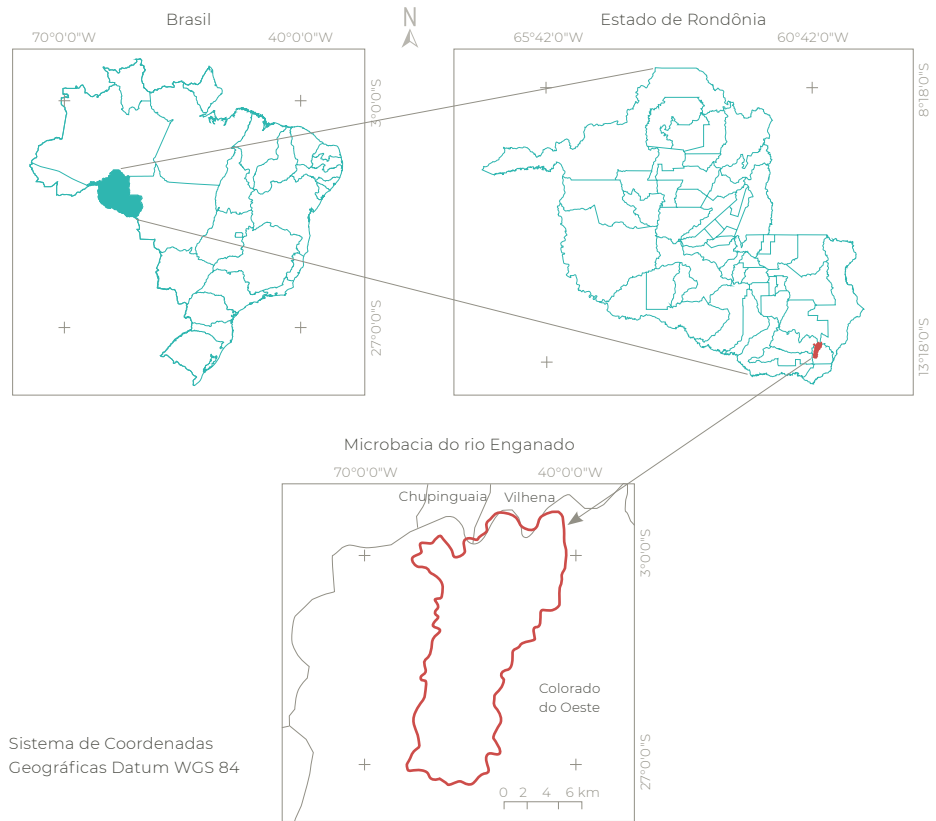 Brasil
N
Estado de Rondônia
70°0'0"W
40°0'0"W
65°42'0"W
60°42'0"W
3°0'0"S
8°18'0"S
27°0'0"S
13°18'0"S
Microbacia do rio Enganado
70°0'0"W
40°0'0"W
Chupinguaia
Vilhena
3°0'0"S
Colorado
do Oeste
27°0'0"S
Sistema de Coordenadas
Geográficas Datum WGS 84
0 2 4 6 km